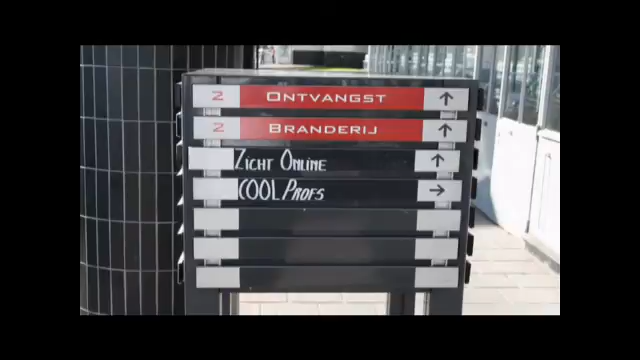 2 ONTVANGST ↑
2 BRANDERIJ ↑
ZICHT ONLINE ↑
COOL PROFS →